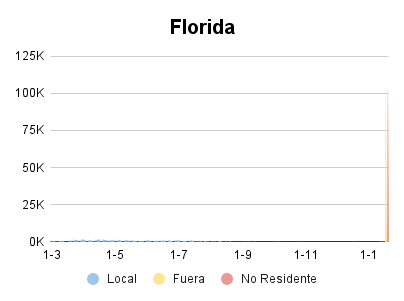 Florida
125K
100K
75K
50K
25K
0K
1-3 1-5 1-7 1-9 1-11 1-1
Local Fuera No Residente